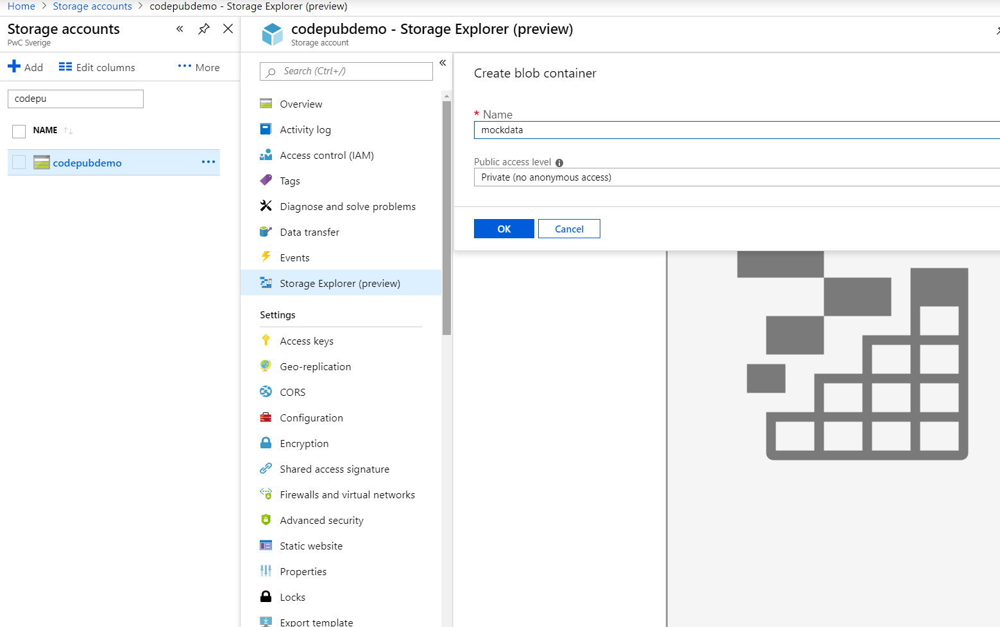 Home > Storage accounts > codepubdemo - Storage Explorer (preview)
Storage accounts
PwC Sverige
Add
Edit columns
More
codepu
NAME
codepubdemo
codepubdemo - Storage Explorer (preview)
Storage account
Search (Ctrl+/)
Overview
Activity log
Access control (IAM)
Tags
Diagnose and solve problems
Data transfer
Events
Storage Explorer (preview)
Settings
Access keys
Geo-replication
CORS
Configuration
Encryption
Shared access signature
Firewalls and virtual networks
Advanced security
Static website
Properties
Locks
Export template
Create blob container
* Name
mockdata
Public access level
Private (no anonymous access)
OK
Cancel